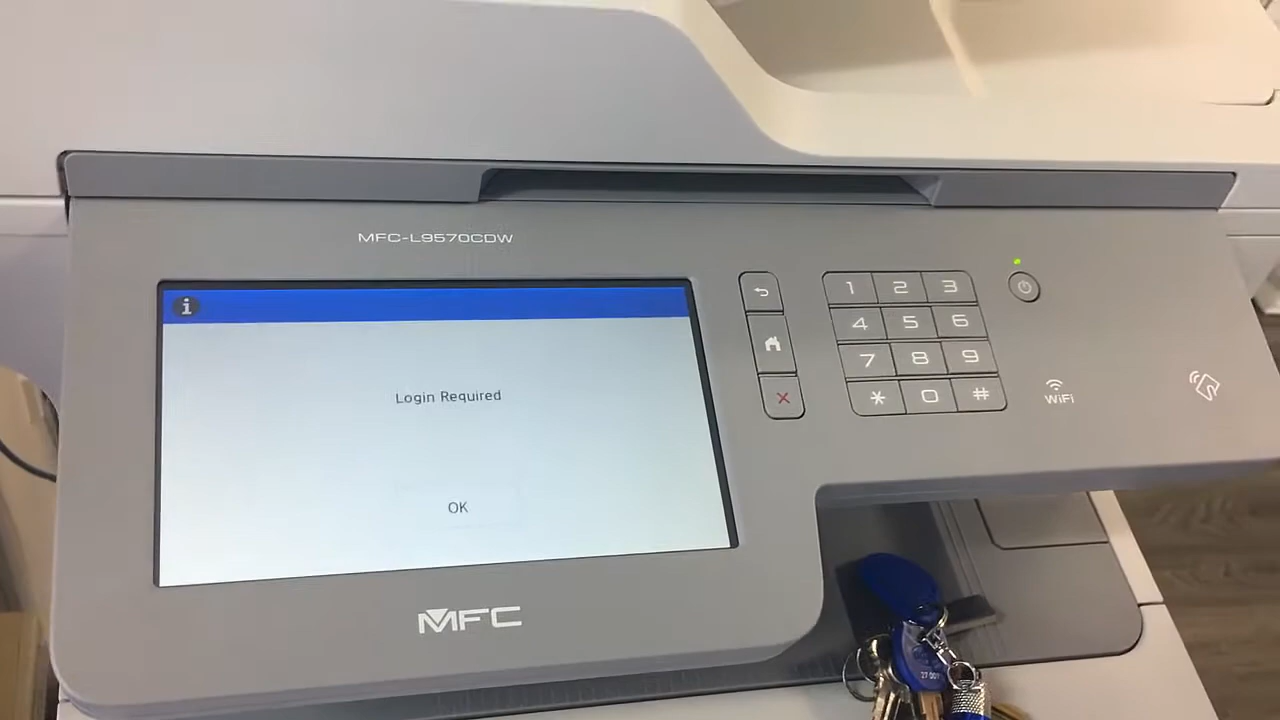 MFC-L9570CDW
i
Login Required
OK
MFC
1 2 3
4 5 6
7 8 9
* 0 #
WiFi